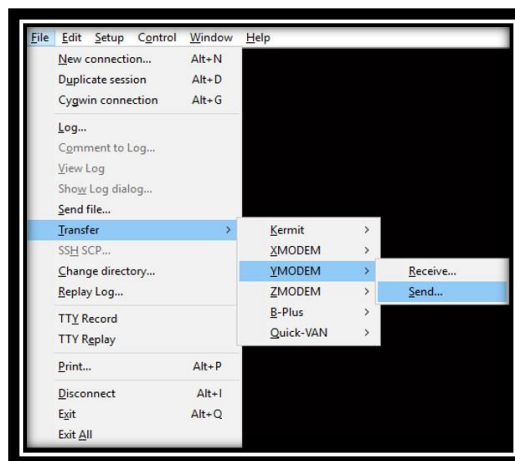 File Edit Setup Control Window Help
New connection... Alt+N
Duplicate session Alt+D
Cygwin connection Alt+G
Log...
Comment to Log...
View Log
Show Log dialog...
Send file...
Transfer >
SSH SCP...
Change directory...
Replay Log...
TTY Record
TTY Replay
Print... Alt+P
Disconnect Alt+I
Exit Alt+Q
Exit All
Kermit >
XMODEM >
YMODEM >
ZMODEM >
B-Plus >
Quick-VAN >
Receive...
Send...